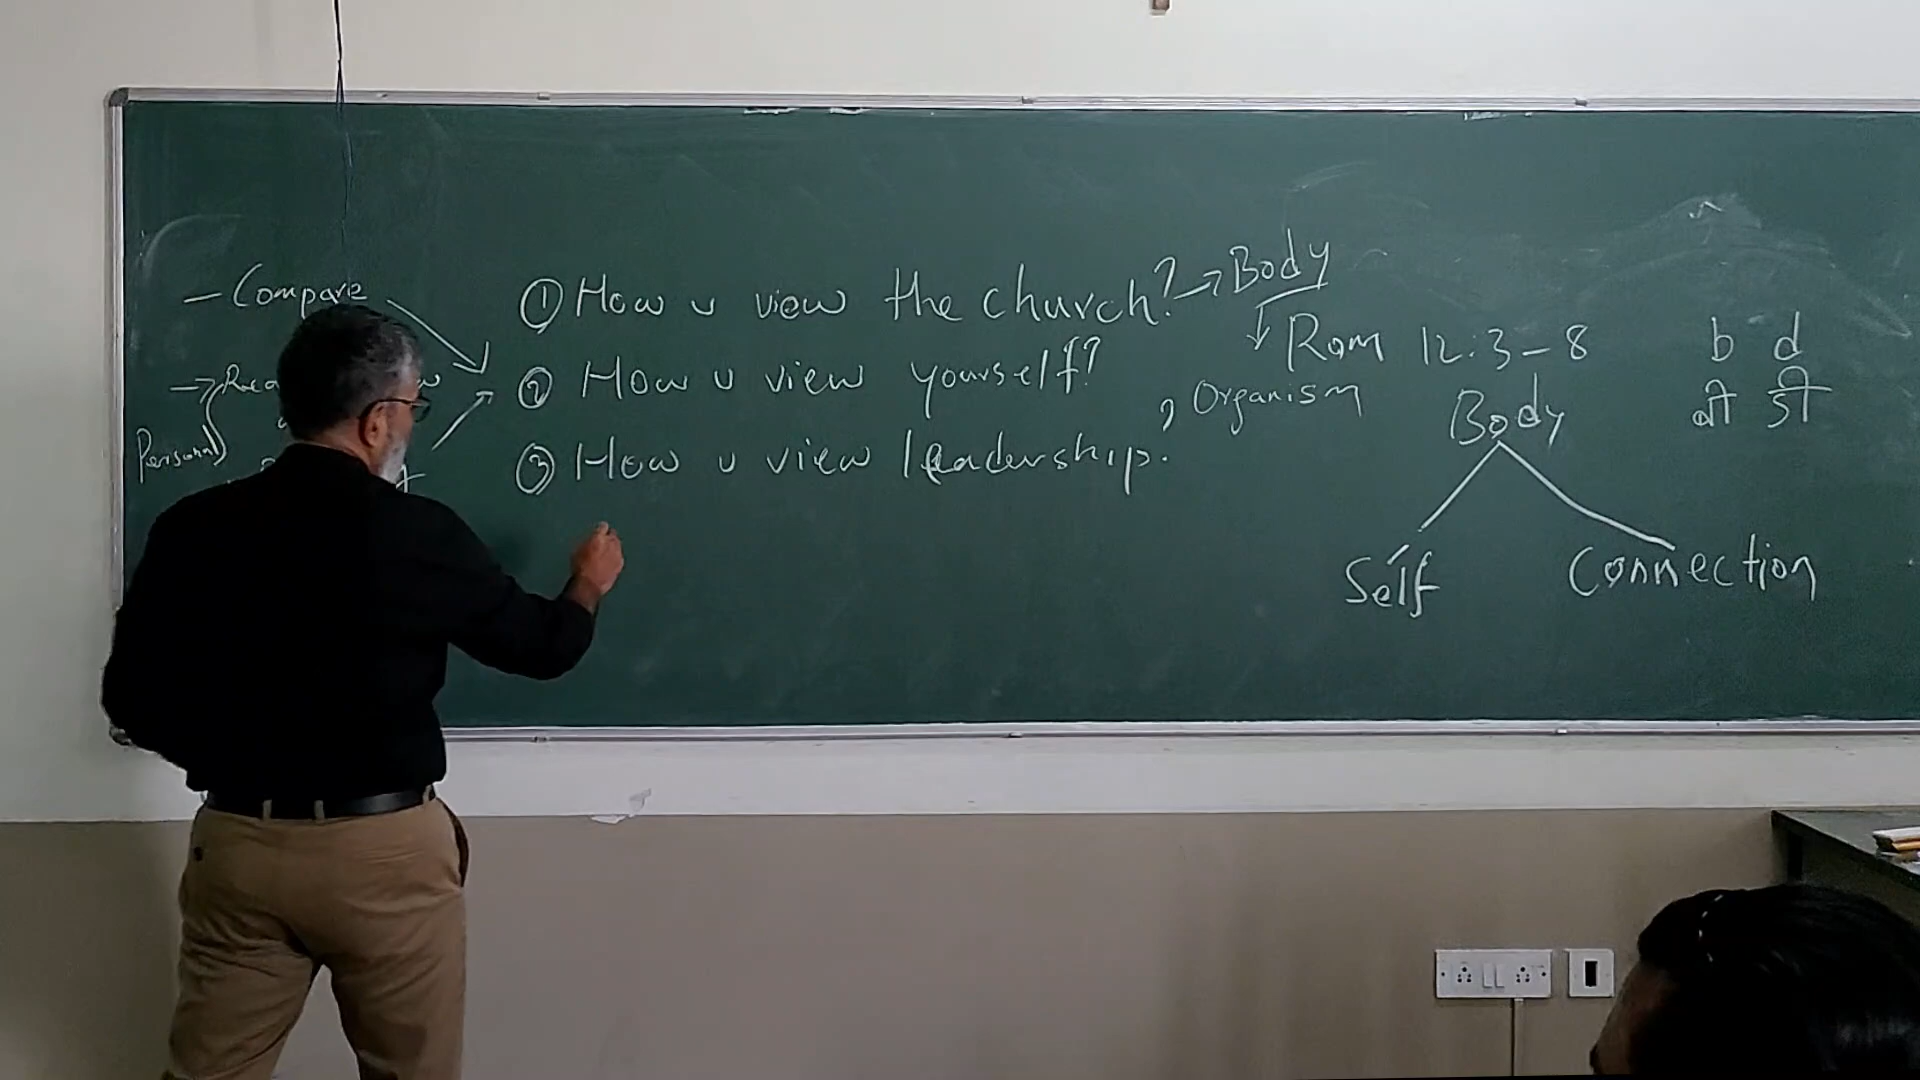 — Compare
Personal
① How u view the church? → Body
② How u view yourself?
③ How u view leadership.
Rom 12:3-8
, Organism
Body
Self Connection
b d